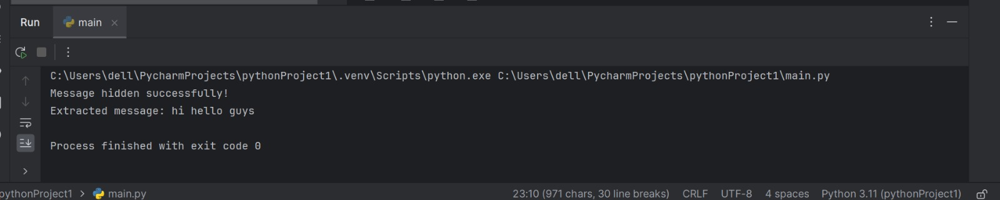 Run main
C:\Users\dell\PycharmProjects\pythonProject1\.venv\Scripts\python.exe C:\Users\dell\PycharmProjects\pythonProject1\main.py
Message hidden successfully!
Extracted message: hi hello guys
Process finished with exit code 0
pythonProject1 > main.py 23:10 (971 chars, 30 line breaks) CRLF UTF-8 4 spaces Python 3.11 (pythonProject1)